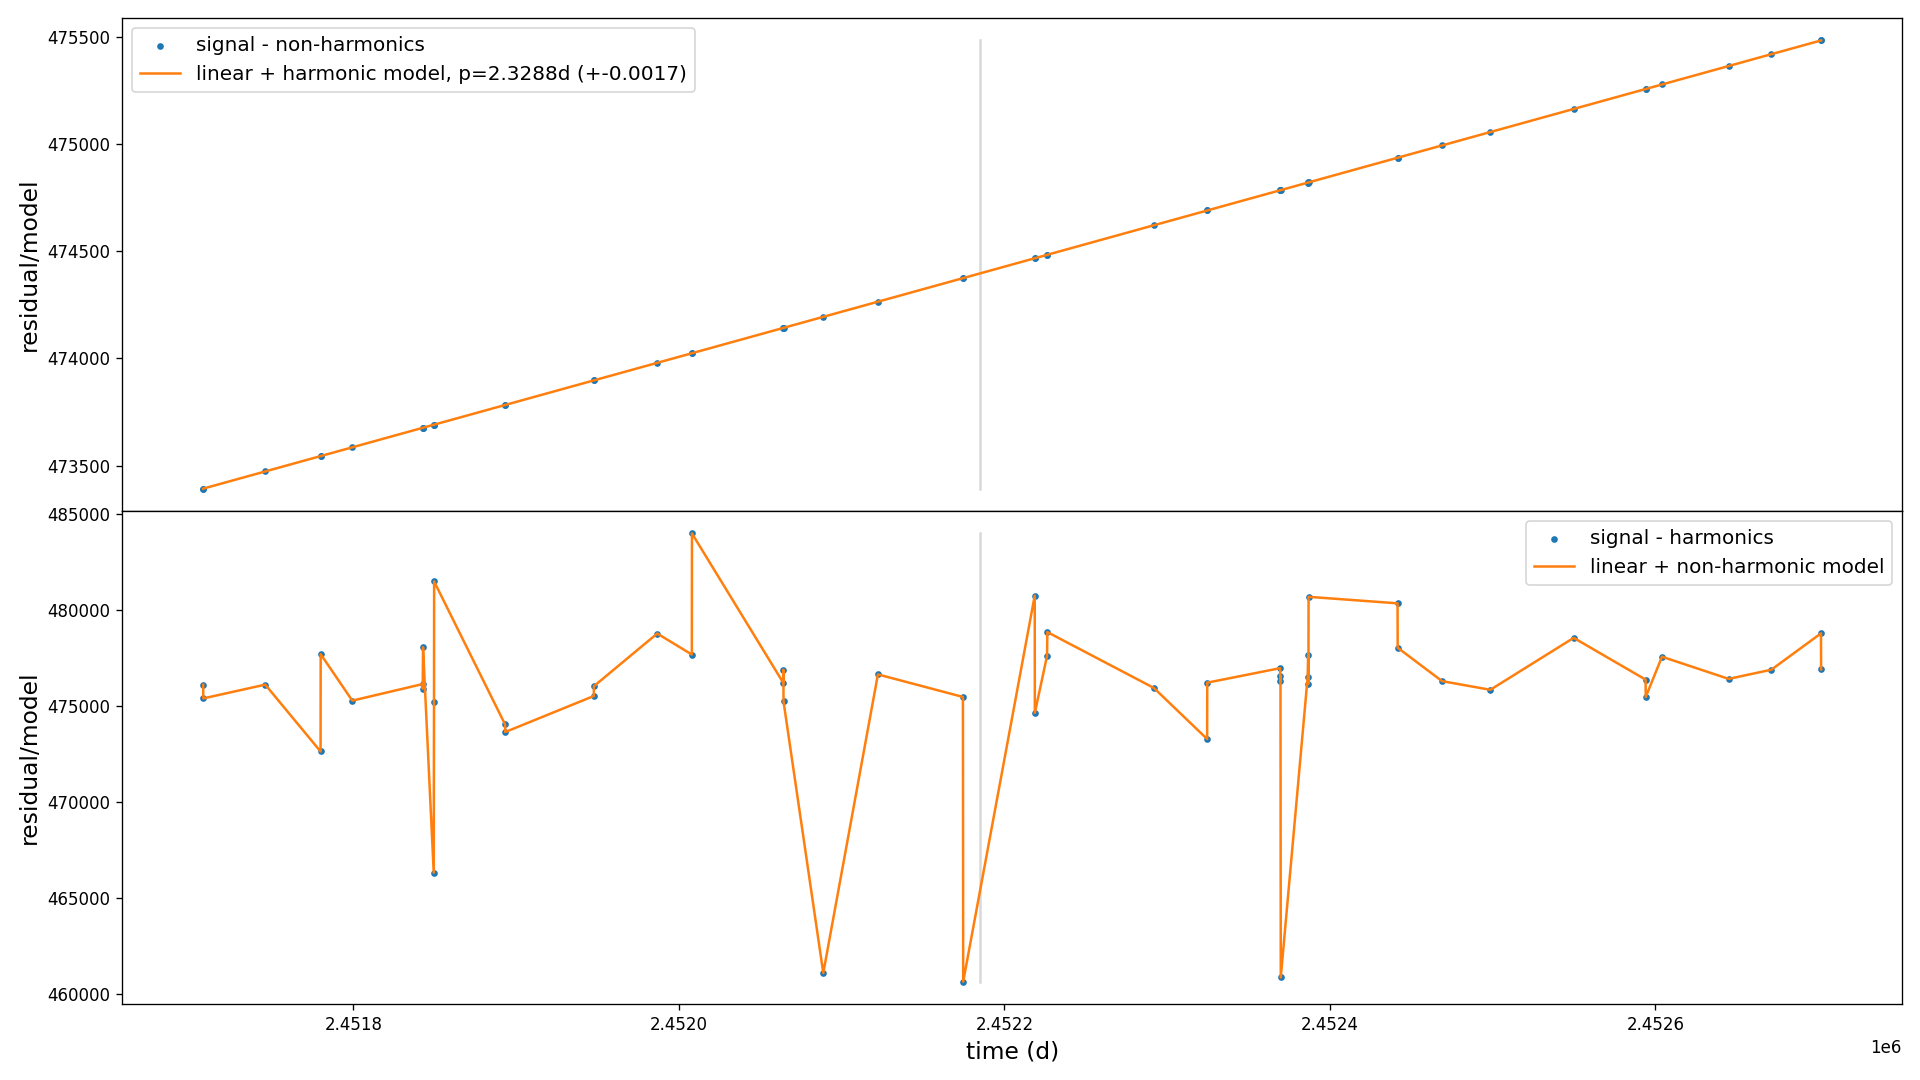 475500
475000
474500
474000
473500
residual/model
signal - non-harmonics
linear + harmonic model, p=2.3288d (+-0.0017)
485000
480000
475000
470000
465000
460000
residual/model
signal - harmonics
linear + non-harmonic model
2.4518
2.4520
2.4522
2.4524
2.4526
1e6
time (d)